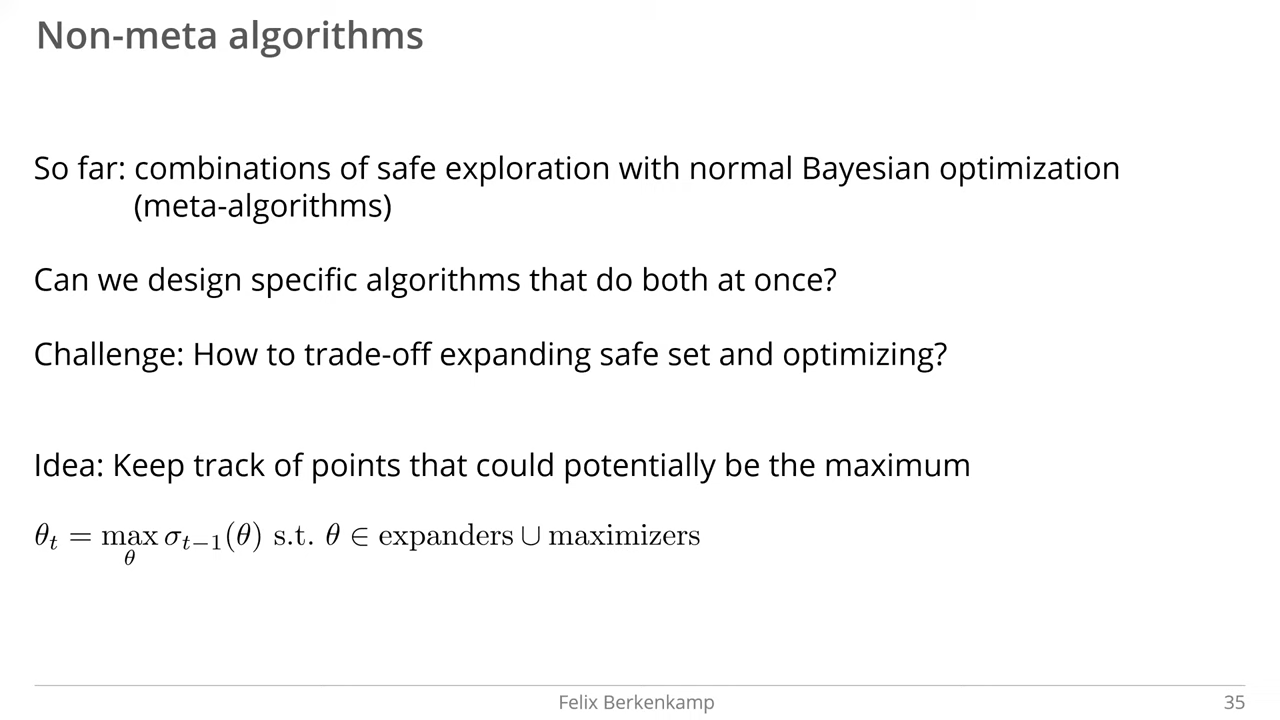 Non-meta algorithms
So far: combinations of safe exploration with normal Bayesian optimization
(meta-algorithms)
Can we design specific algorithms that do both at once?
Challenge: How to trade-off expanding safe set and optimizing?
Idea: Keep track of points that could potentially be the maximum
θ_t = max_θ σ_{t−1}(θ) s.t. θ ∈ expanders ∪ maximizers
Felix Berkenkamp
35